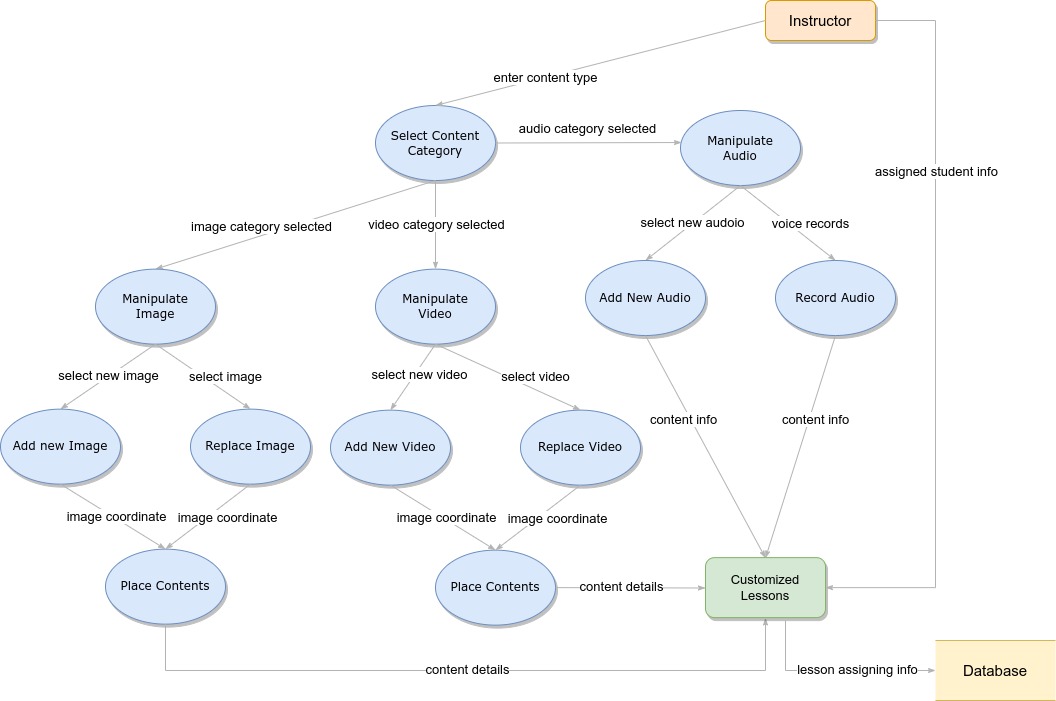 Instructor
enter content type
Select Content
Category
audio category selected
Manipulate
Audio
assigned student info
image category selected
video category selected
select new audoio
voice records
Manipulate
Image
Manipulate
Video
Add New Audio
Record Audio
select new image
select image
select new video
select video
Add new Image
Replace Image
Add New Video
Replace Video
content info
content info
image coordinate
image coordinate
image coordinate
image coordinate
Place Contents
Place Contents
content details
Customized
Lessons
content details
lesson assigning info
Database